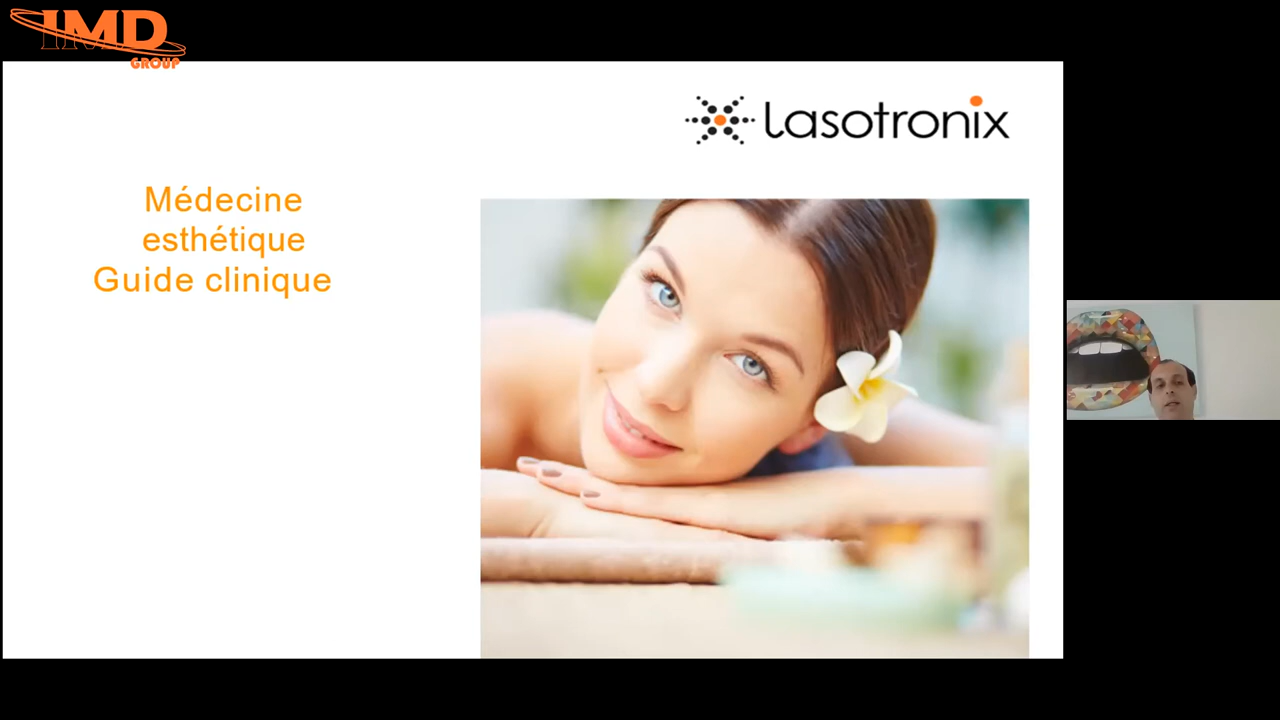 IMD
GROUP
Lasotronix
Médecine
esthétique
Guide clinique